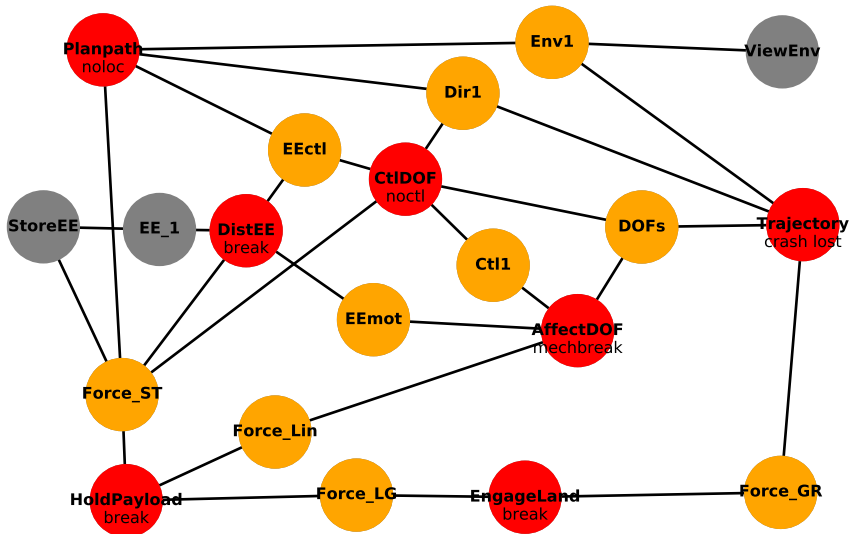 Planpath
noloc
Env1
ViewEnv
Dir1
EEctl
CtlDOF
noctl
StoreEE
EE_1
DistEE
break
DOFs
Trajectory
crash lost
Ctl1
EEmot
AffectDOF
mechbreak
Force_ST
Force_Lin
HoldPayload
break
Force_LG
EngageLand
break
Force_GR